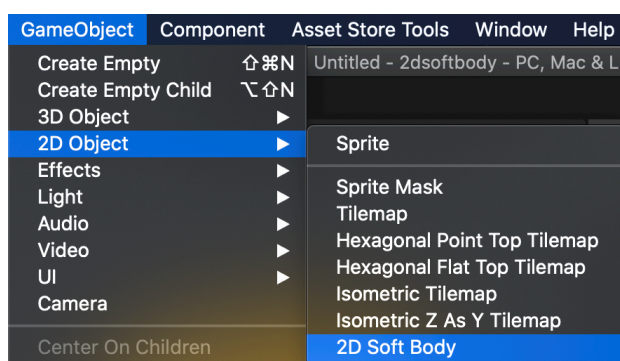 GameObject Component Asset Store Tools Window Help
Create Empty ⇧⌘N
Untitled - 2dsoftbody - PC, Mac & L
Create Empty Child ⌥⇧N
3D Object ▶
2D Object ▶
Sprite
Effects ▶
Light ▶
Audio ▶
Video ▶
UI ▶
Camera
Center On Children
Sprite Mask
Tilemap
Hexagonal Point Top Tilemap
Hexagonal Flat Top Tilemap
Isometric Tilemap
Isometric Z As Y Tilemap
2D Soft Body